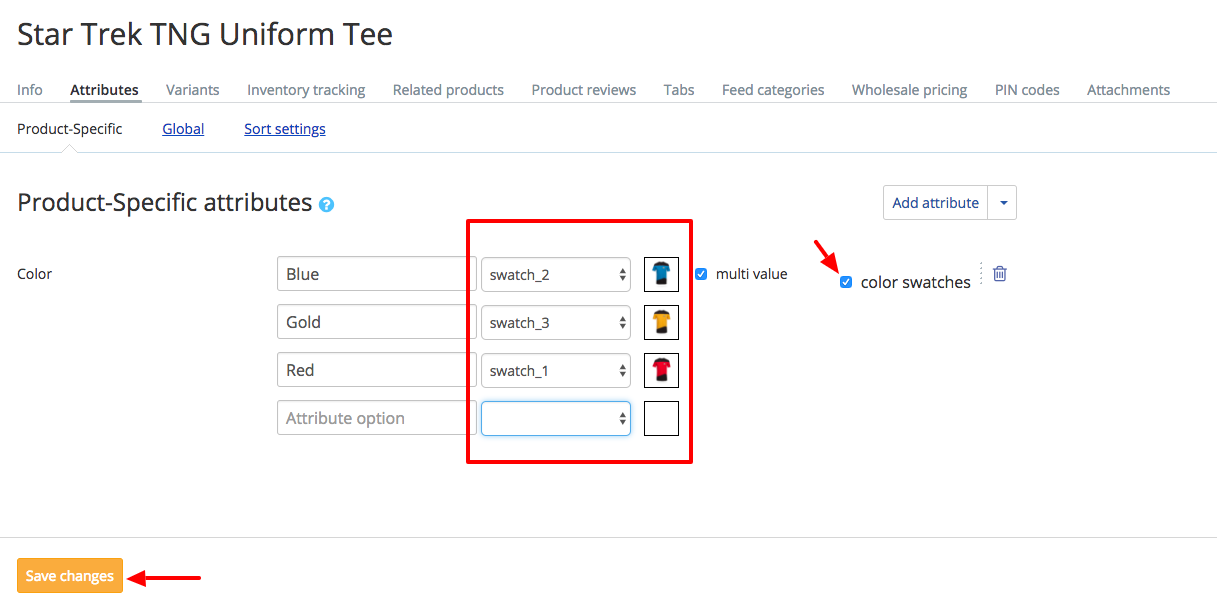 Star Trek TNG Uniform Tee
Info Attributes Variants Inventory tracking Related products Product reviews Tabs Feed categories Wholesale pricing PIN codes Attachments
Product-Specific Global Sort settings
Product-Specific attributes ?
Add attribute
Color Blue swatch_2 multi value color swatches
Gold swatch_3
Red swatch_1
Attribute option
Save changes